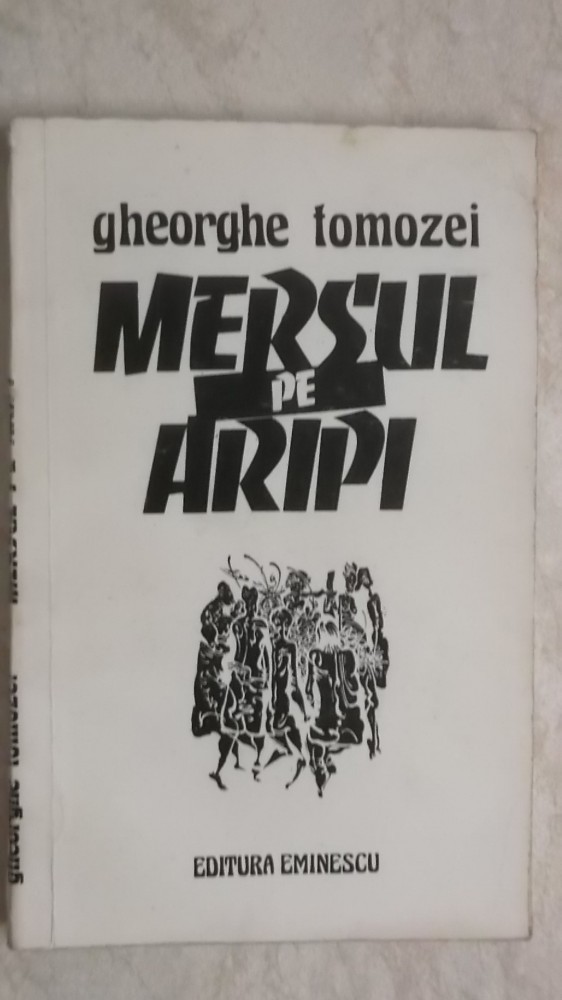 gheorghe tomozei
MERSUL
PE
ARIPI
EDITURA EMINESCU
gheorghe tomozei